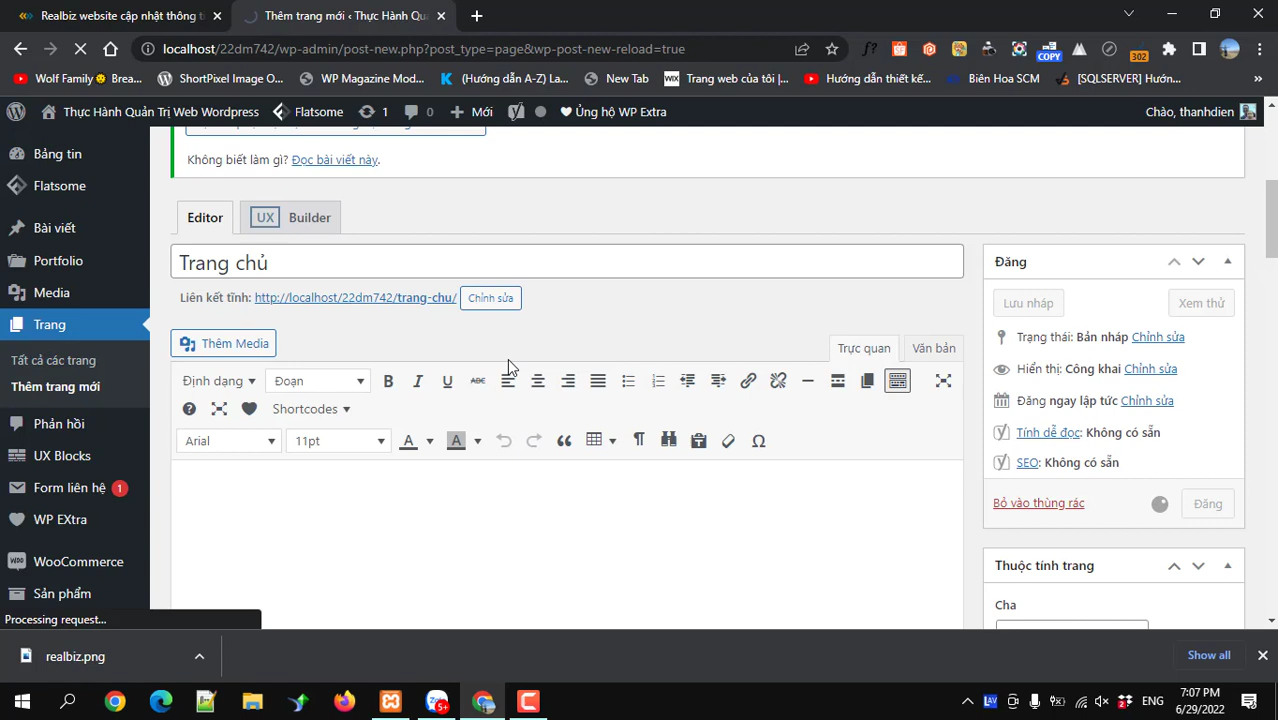 Realbiz website cập nhật thông t
Thêm trang mới ‹ Thực Hành Quả
localhost/22dm742/wp-admin/post-new.php?post_type=page&wp-post-new-reload=true
COPY
302
Wolf Family Brea...
ShortPixel Image O...
WP Magazine Mod...
(Hướng dẫn A-Z) La...
New Tab
WIX
Trang web của tôi |...
Hướng dẫn thiết kế...
Biên Hoa SCM
[SQLSERVER] Hướn...
Thực Hành Quản Trị Web Wordpress
Flatsome
1
0
Mới
Ủng hộ WP Extra
Chào, thanhdien
Bảng tin
Flatsome
Bài viết
Portfolio
Media
Trang
Tất cả các trang
Thêm trang mới
Phản hồi
UX Blocks
Form liên hệ 1
WP EXtra
WooCommerce
Sản phẩm
Processing request...
Không biết làm gì? Đọc bài viết này.
Editor
UX Builder
Trang chủ
Liên kết tĩnh: http://localhost/22dm742/trang-chu/ Chỉnh sửa
Thêm Media
Trực quan
Văn bản
Định dạng
Đoạn
B I U ABC
Shortcodes
Arial
11pt
A
A
Đăng
Lưu nháp
Xem thử
Trạng thái: Bản nháp Chỉnh sửa
Hiển thị: Công khai Chỉnh sửa
Đăng ngay lập tức Chỉnh sửa
Tính dễ đọc: Không có sẵn
SEO: Không có sẵn
Bỏ vào thùng rác
Đăng
Thuộc tính trang
Cha
realbiz.png
Show all
5+
LAV
ENG
7:07 PM
6/29/2022